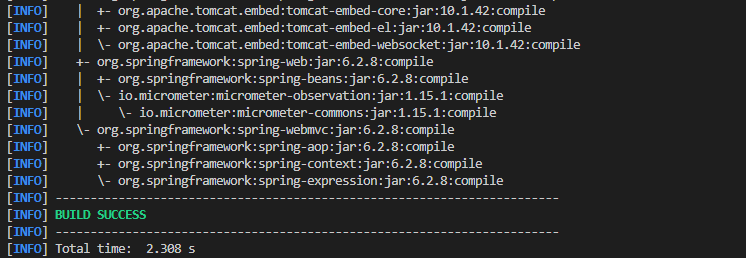 [INFO]    |  +- org.apache.tomcat.embed:tomcat-embed-core:jar:10.1.42:compile
[INFO]    |  +- org.apache.tomcat.embed:tomcat-embed-el:jar:10.1.42:compile
[INFO]    |  \- org.apache.tomcat.embed:tomcat-embed-websocket:jar:10.1.42:compile
[INFO]    +- org.springframework:spring-web:jar:6.2.8:compile
[INFO]    |  +- org.springframework:spring-beans:jar:6.2.8:compile
[INFO]    |  \- io.micrometer:micrometer-observation:jar:1.15.1:compile
[INFO]    |     \- io.micrometer:micrometer-commons:jar:1.15.1:compile
[INFO]    \- org.springframework:spring-webmvc:jar:6.2.8:compile
[INFO]       +- org.springframework:spring-aop:jar:6.2.8:compile
[INFO]       +- org.springframework:spring-context:jar:6.2.8:compile
[INFO]       \- org.springframework:spring-expression:jar:6.2.8:compile
[INFO] ------------------------------------------------------------------------
[INFO] BUILD SUCCESS
[INFO] ------------------------------------------------------------------------
[INFO] Total time:  2.308 s